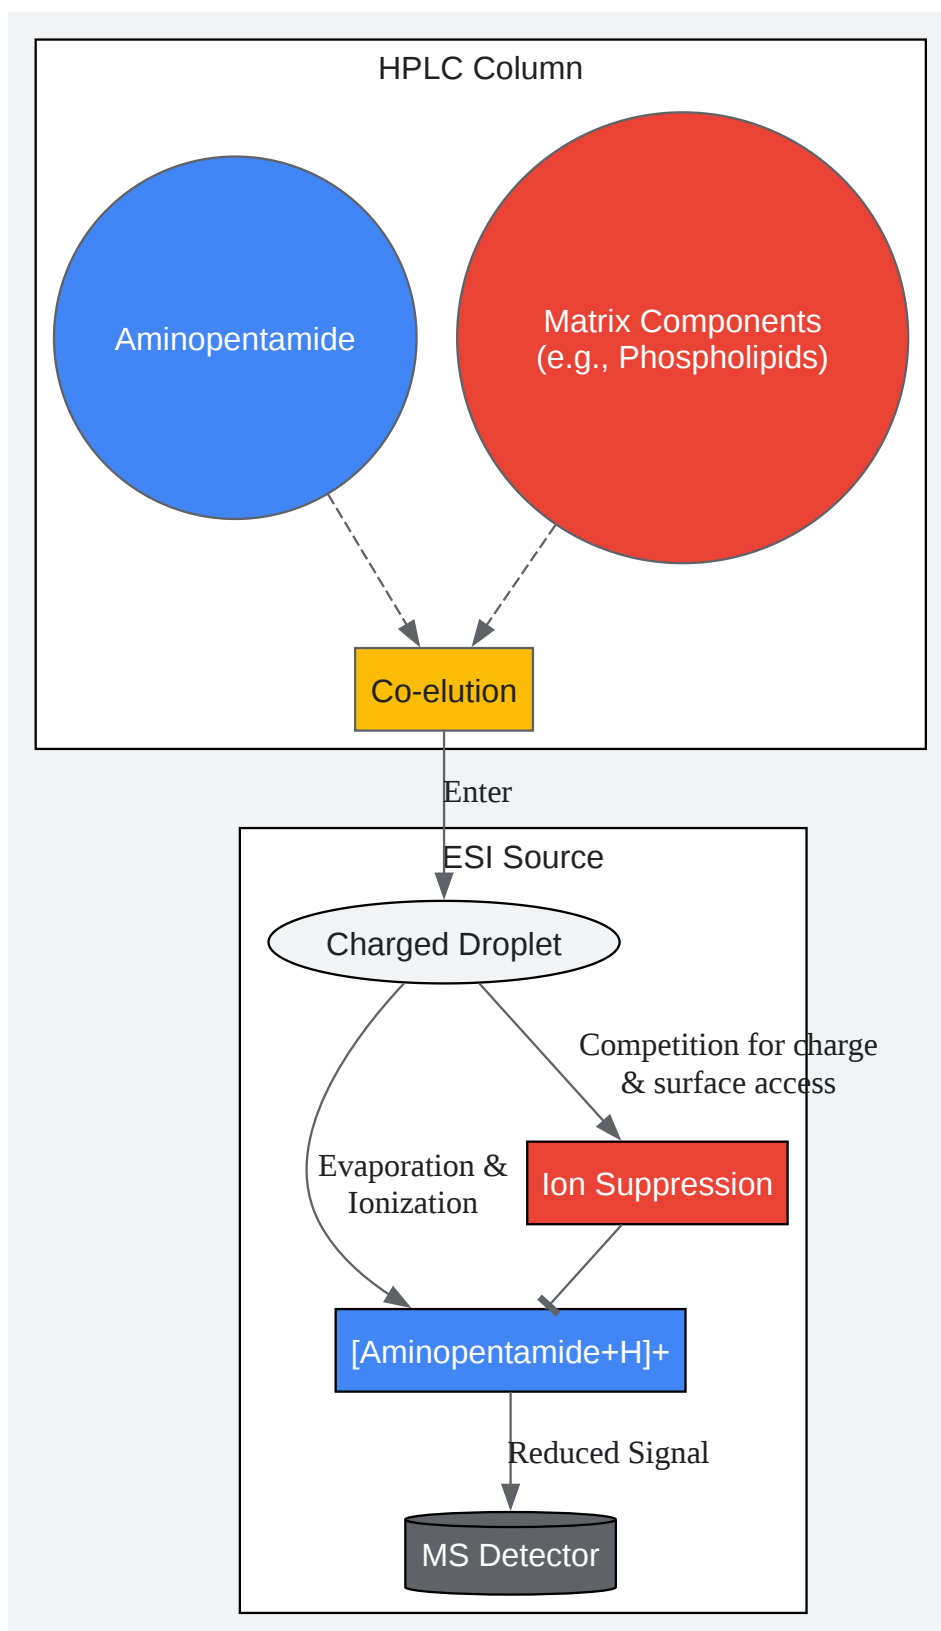 HPLC Column
Aminopentamide
Matrix Components
(e.g., Phospholipids)
Co-elution
Enter
ESI Source
Charged Droplet
Competition for charge
& surface access
Evaporation &
Ionization
Ion Suppression
[Aminopentamide+H]+
Reduced Signal
MS Detector